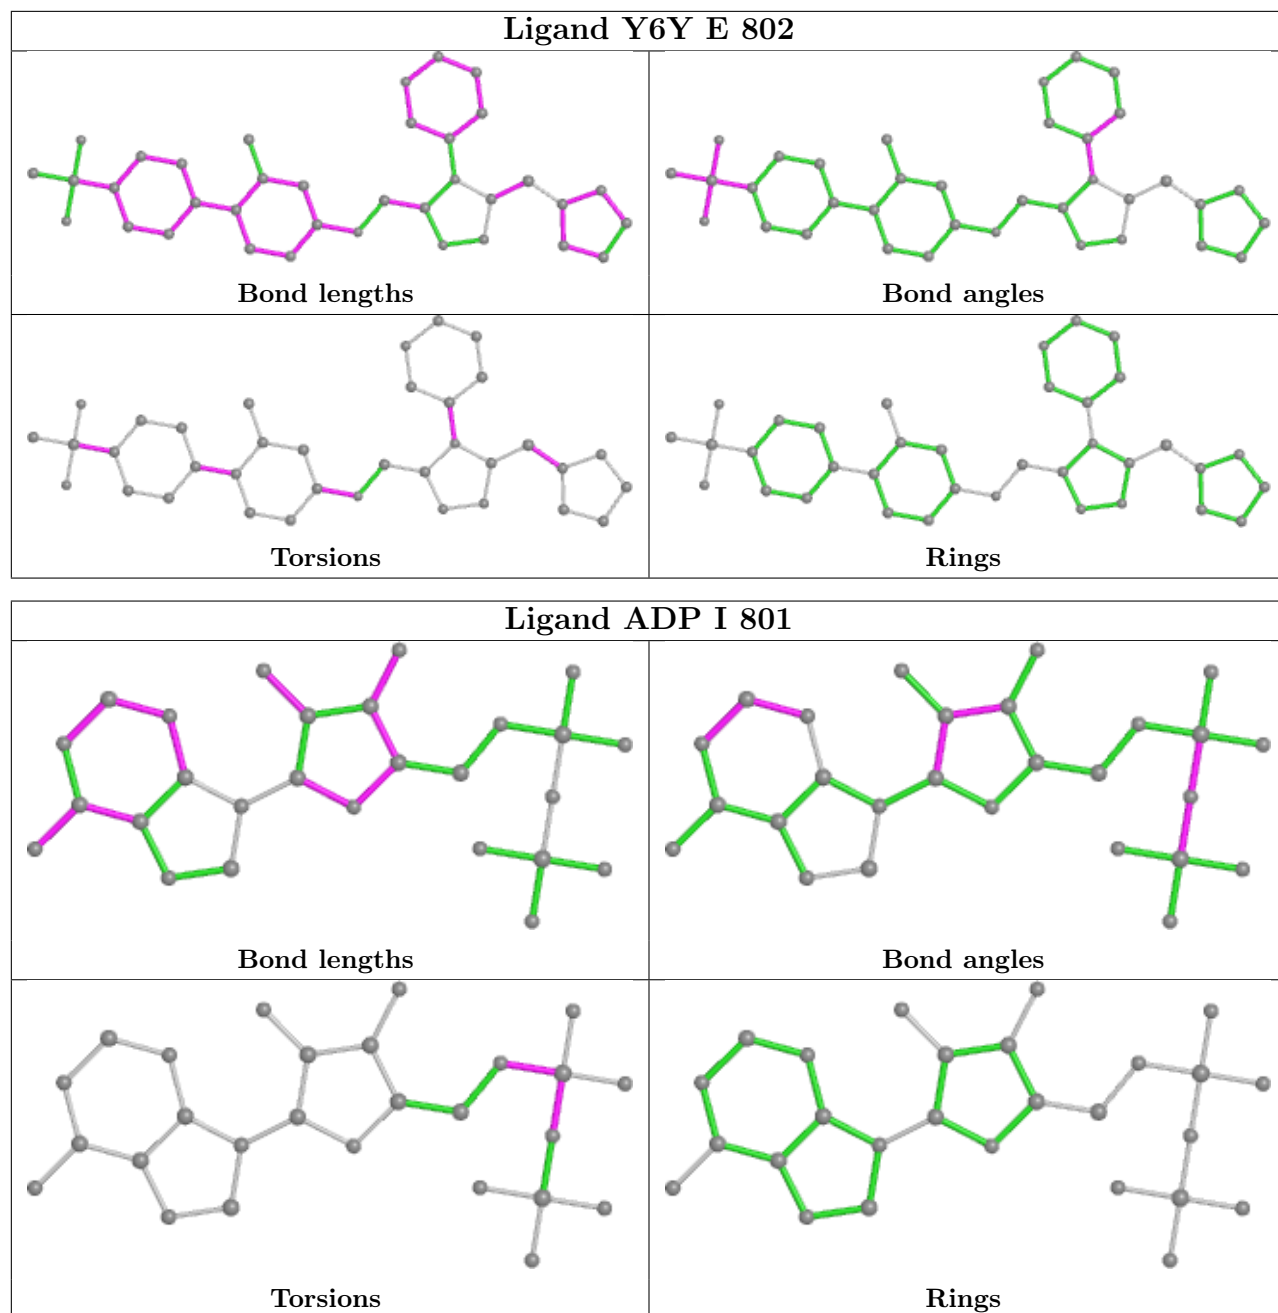 Ligand Y6Y E 802
Bond lengths
Bond angles
Torsions
Rings
Ligand ADP I 801
Bond lengths
Bond angles
Torsions
Rings